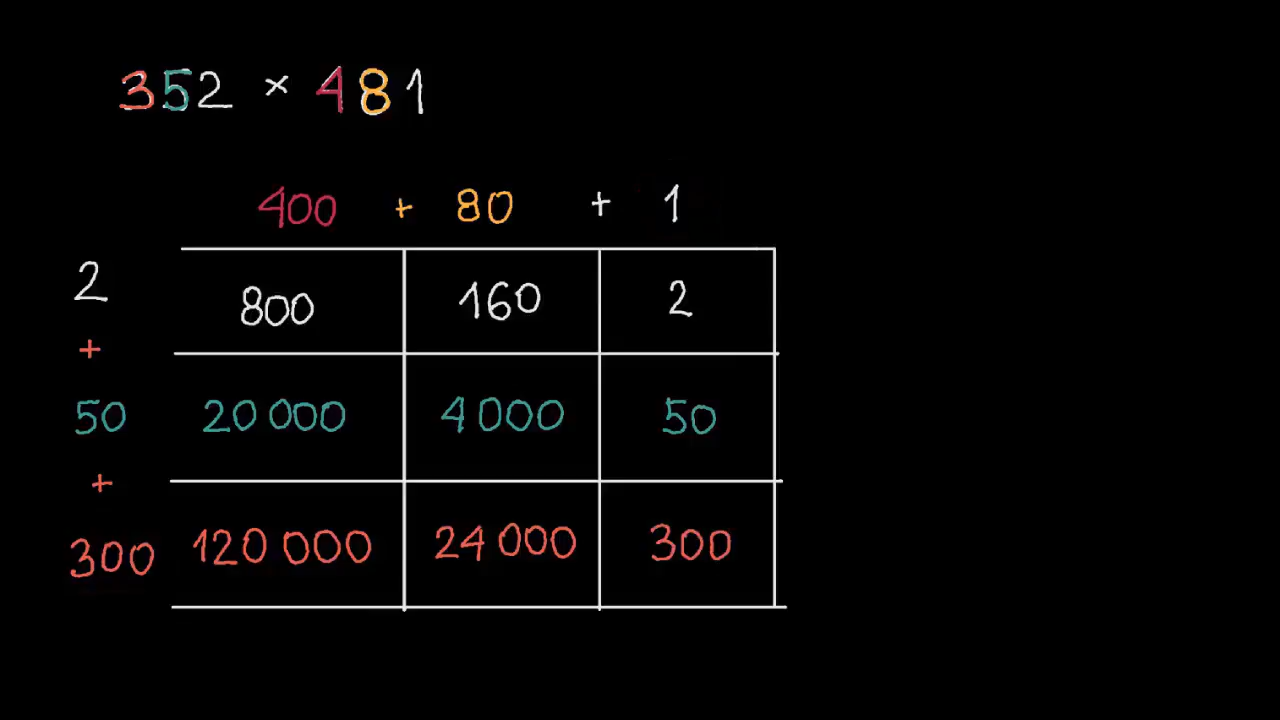 352 × 481
400 + 80 + 1
2 800 160 2
+
50 20 000 4 000 50
+
300 120 000 24 000 300